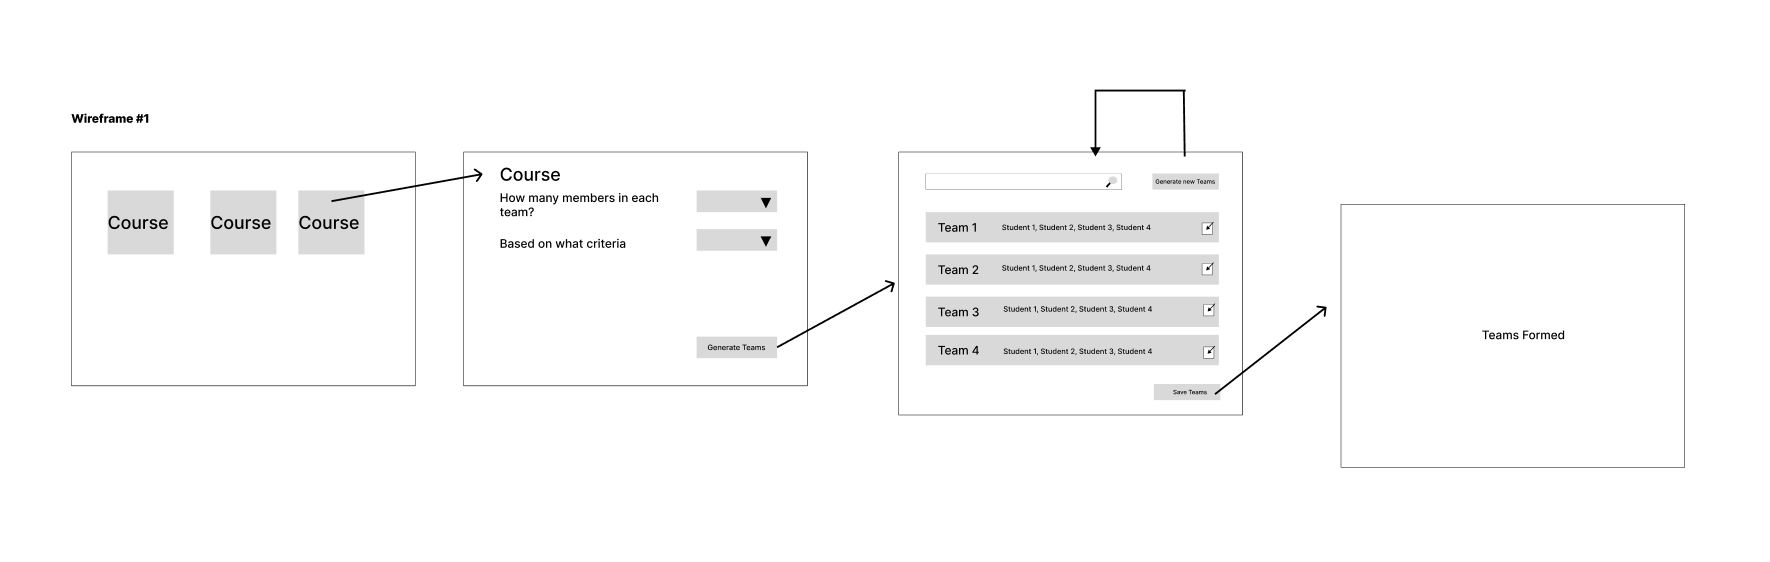 Wireframe #1
Course
Course
Course
Course
How many members in each
team?
Based on what criteria
Generate Teams
Generate new Teams
Team 1
Student 1, Student 2, Student 3, Student 4
Team 2
Student 1, Student 2, Student 3, Student 4
Team 3
Student 1, Student 2, Student 3, Student 4
Team 4
Student 1, Student 2, Student 3, Student 4
Save Teams
Teams Formed